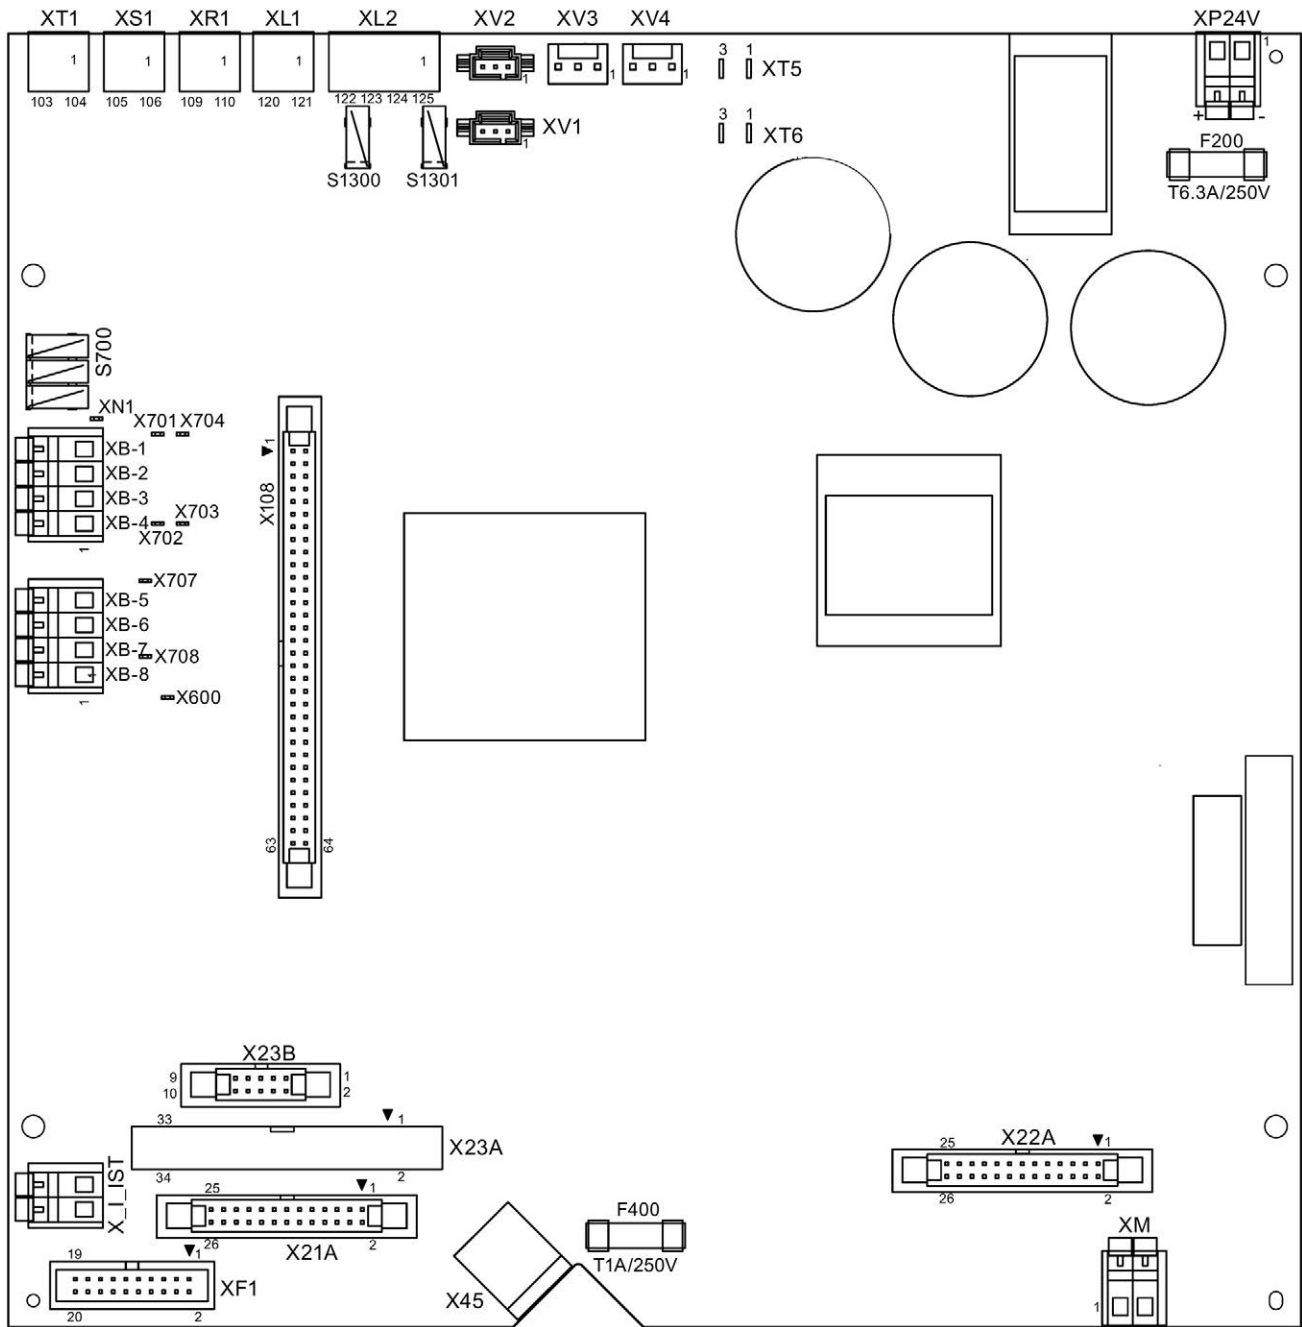 XT1 XS1 XR1 XL1 XL2 XV2 XV3 XV4 XP24V
1 1 1 1 1 1 1 1 1
103 104 105 106 109 110 120 121 122 123 124 125
3 1 XT5
XV1 1
3 1 XT6
S1300 S1301
+ -
F200
T6.3A/250V
S700
XN1
X701 X704
XB-1
XB-2
XB-3
XB-4
X703
X702
1
X707
XB-5
XB-6
XB-7
X708
XB-8
X600
1
1
X108
63 64
X23B
9 1
10 2
33 1
X23A
34 2
X_I_IST
25 1
26 2
X21A
19 1
XF1
20 2
X45
F400
T1A/250V
X22A
25 1
26 2
XM
1